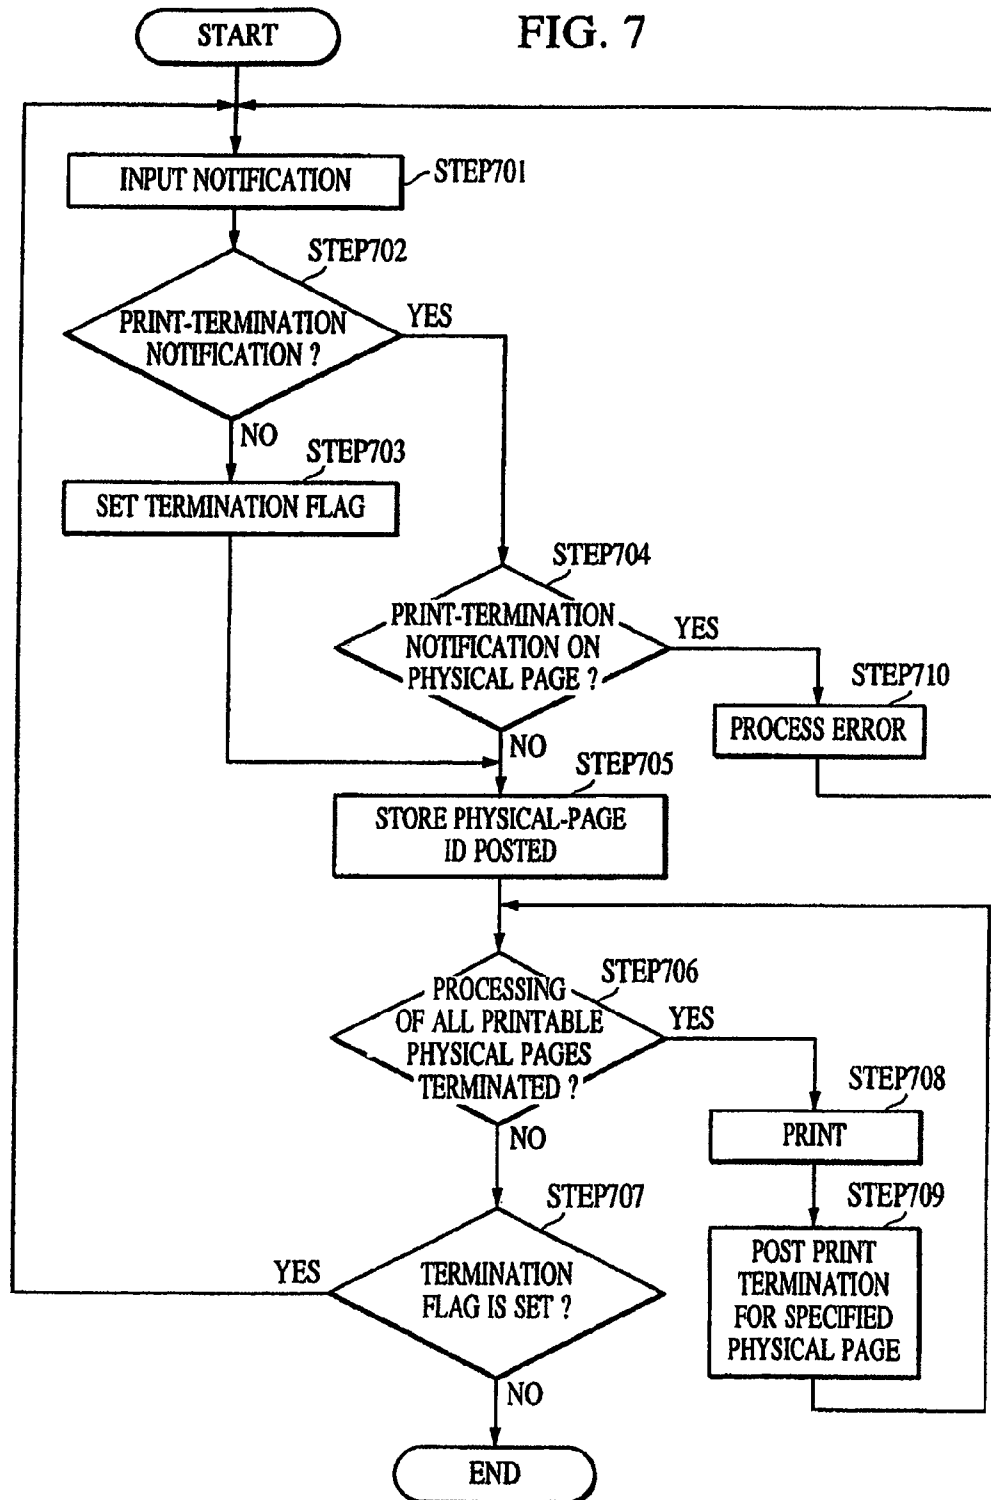 FIG. 7
START
INPUT NOTIFICATION
STEP701
STEP702
PRINT-TERMINATION
NOTIFICATION ?
YES
NO
STEP703
SET TERMINATION FLAG
STEP704
PRINT-TERMINATION
NOTIFICATION ON
PHYSICAL PAGE ?
YES
NO
STEP710
PROCESS ERROR
STEP705
STORE PHYSICAL-PAGE
ID POSTED
STEP706
PROCESSING
OF ALL PRINTABLE
PHYSICAL PAGES
TERMINATED ?
YES
NO
STEP708
PRINT
STEP709
POST PRINT
TERMINATION
FOR SPECIFIED
PHYSICAL PAGE
STEP707
TERMINATION
FLAG IS SET ?
YES
NO
END